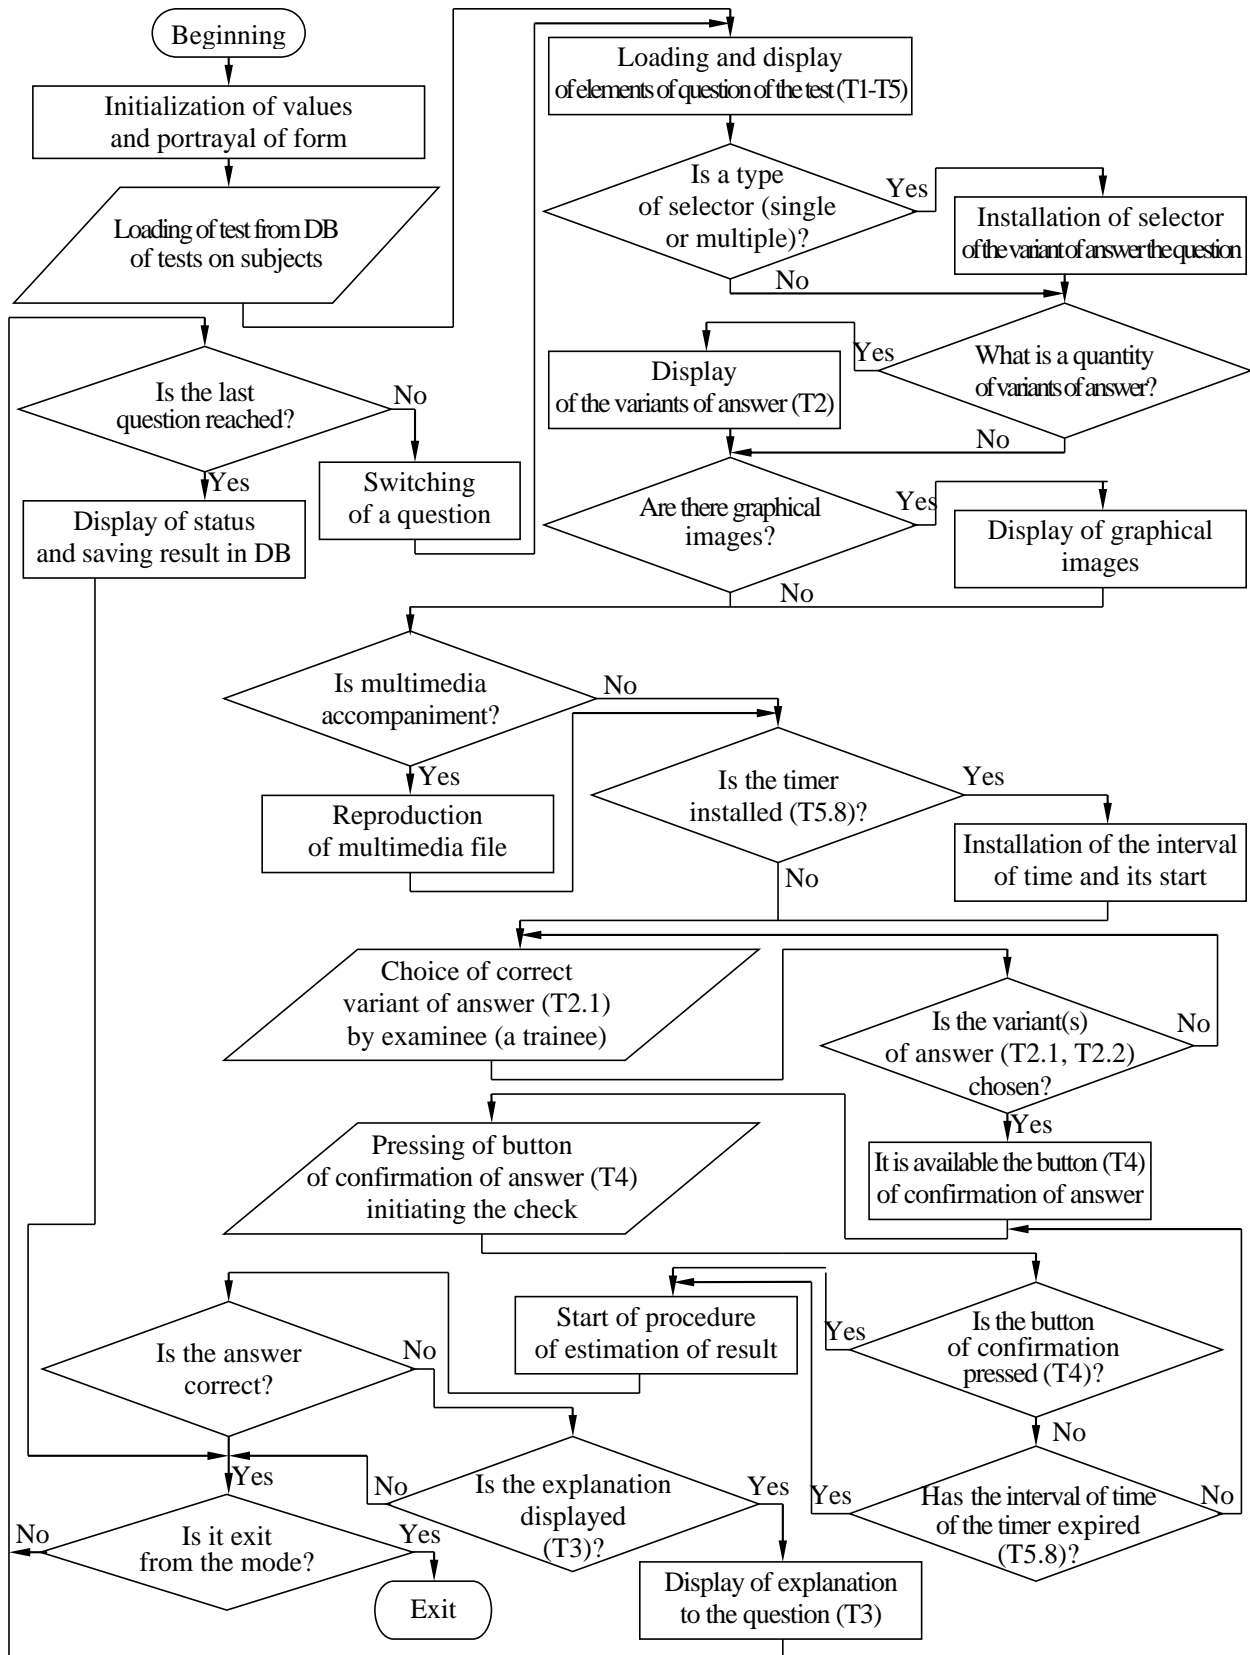 Beginning
Initialization of values
and portrayal of form
Loading of test from DB
of tests on subjects
Loading and display
of elements of question of the test (T1-T5)
Is a type
of selector (single
or multiple)?
Yes
No
Installation of selector
of the variant of answer the question
What is a quantity
of variants of answer?
Yes
No
Display
of the variants of answer (T2)
Is the last
question reached?
No
Yes
Switching
of a question
Display of status
and saving result in DB
Are there graphical
images?
Yes
No
Display of graphical
images
Is multimedia
accompaniment?
No
Yes
Reproduction
of multimedia file
Is the timer
installed (T5.8)?
Yes
No
Installation of the interval
of time and its start
Choice of correct
variant of answer (T2.1)
by examinee (a trainee)
Is the variant(s)
of answer (T2.1, T2.2)
chosen?
No
Yes
Pressing of button
of confirmation of answer (T4)
initiating the check
It is available the button (T4)
of confirmation of answer
Start of procedure
of estimation of result
Yes
Is the button
of confirmation
pressed (T4)?
No
Is the answer
correct?
No
Yes
Is the explanation
displayed
(T3)?
No
Yes
Yes
Has the interval of time
of the timer expired
(T5.8)?
No
Is it exit
from the mode?
No
Yes
Exit
Display of explanation
to the question (T3)